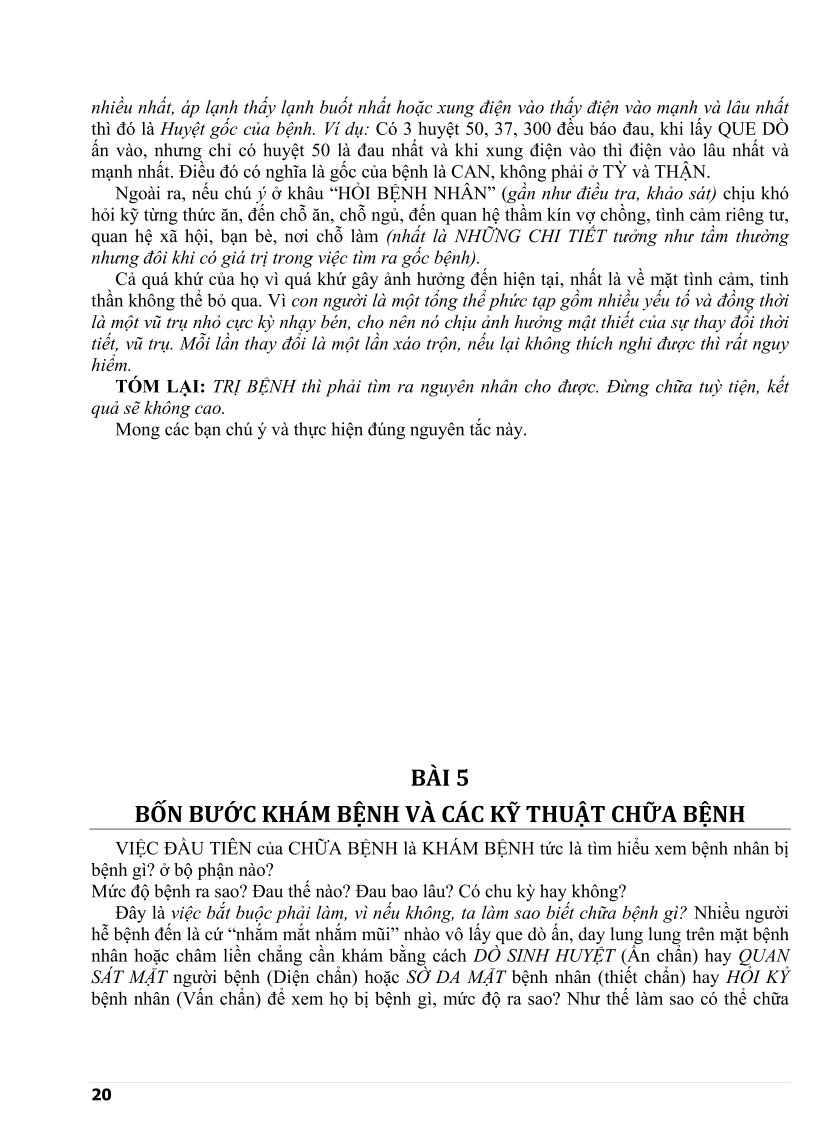 nhiều nhất, áp lạnh thấy lạnh buốt nhất hoặc xung điện vào thấy điện vào mạnh và lâu nhất
thì đó là Huyệt gốc của bệnh. Ví dụ: Có 3 huyệt 50, 37, 300 đều báo đau, khi lấy QUE DÒ
ấn vào, nhưng chỉ có huyệt 50 là đau nhất và khi xung điện vào thì điện vào lâu nhất và
mạnh nhất. Điều đó có nghĩa là gốc của bệnh là CAN, không phải ở TỲ và THẬN.
Ngoài ra, nếu chú ý ở khâu “HỎI BỆNH NHÂN” (gần như điều tra, khảo sát) chịu khó
hỏi kỹ từng thức ăn, đến chỗ ăn, chỗ ngủ, đến quan hệ thầm kín vợ chồng, tình cảm riêng tư,
quan hệ xã hội, bạn bè, nơi chỗ làm (nhất là NHỮNG CHI TIẾT tưởng như tầm thường
nhưng đôi khi có giá trị trong việc tìm ra gốc bệnh).
Cả quá khứ của họ vì quá khứ gây ảnh hưởng đến hiện tại, nhất là về mặt tình cảm, tinh
thần không thể bỏ qua. Vì con người là một tổng thể phức tạp gồm nhiều yếu tố và đồng thời
là một vũ trụ nhỏ cực kỳ nhạy bén, cho nên nó chịu ảnh hưởng mật thiết của sự thay đổi thời
tiết, vũ trụ. Mỗi lần thay đổi là một lần xáo trộn, nếu lại không thích nghi được thì rất nguy
hiểm.
TÓM LẠI: TRỊ BỆNH thì phải tìm ra nguyên nhân cho được. Đừng chữa tuỳ tiện, kết
quả sẽ không cao.
Mong các bạn chú ý và thực hiện đúng nguyên tắc này.
BÀI 5
BỐN BƯỚC KHÁM BỆNH VÀ CÁC KỸ THUẬT CHỮA BỆNH
VIỆC ĐẦU TIÊN của CHỮA BỆNH là KHÁM BỆNH tức là tìm hiểu xem bệnh nhân bị
bệnh gì? ở bộ phận nào?
Mức độ bệnh ra sao? Đau thế nào? Đau bao lâu? Có chu kỳ hay không?
Đây là việc bắt buộc phải làm, vì nếu không, ta làm sao biết chữa bệnh gì? Nhiều người
hễ bệnh đến là cứ “nhắm mắt nhắm mũi” nhào vô lấy que dò ấn, day lung lung trên mặt bệnh
nhân hoặc châm liền chẳng cần khám bằng cách DÒ SINH HUYỆT (Ấn chẩn) hay QUAN
SÁT MẶT người bệnh (Diện chẩn) hoặc SỜ DA MẶT bệnh nhân (thiết chẩn) hay HỎI KỶ
bệnh nhân (Vấn chẩn) để xem họ bị bệnh gì, mức độ ra sao? Như thế làm sao có thể chữa
20